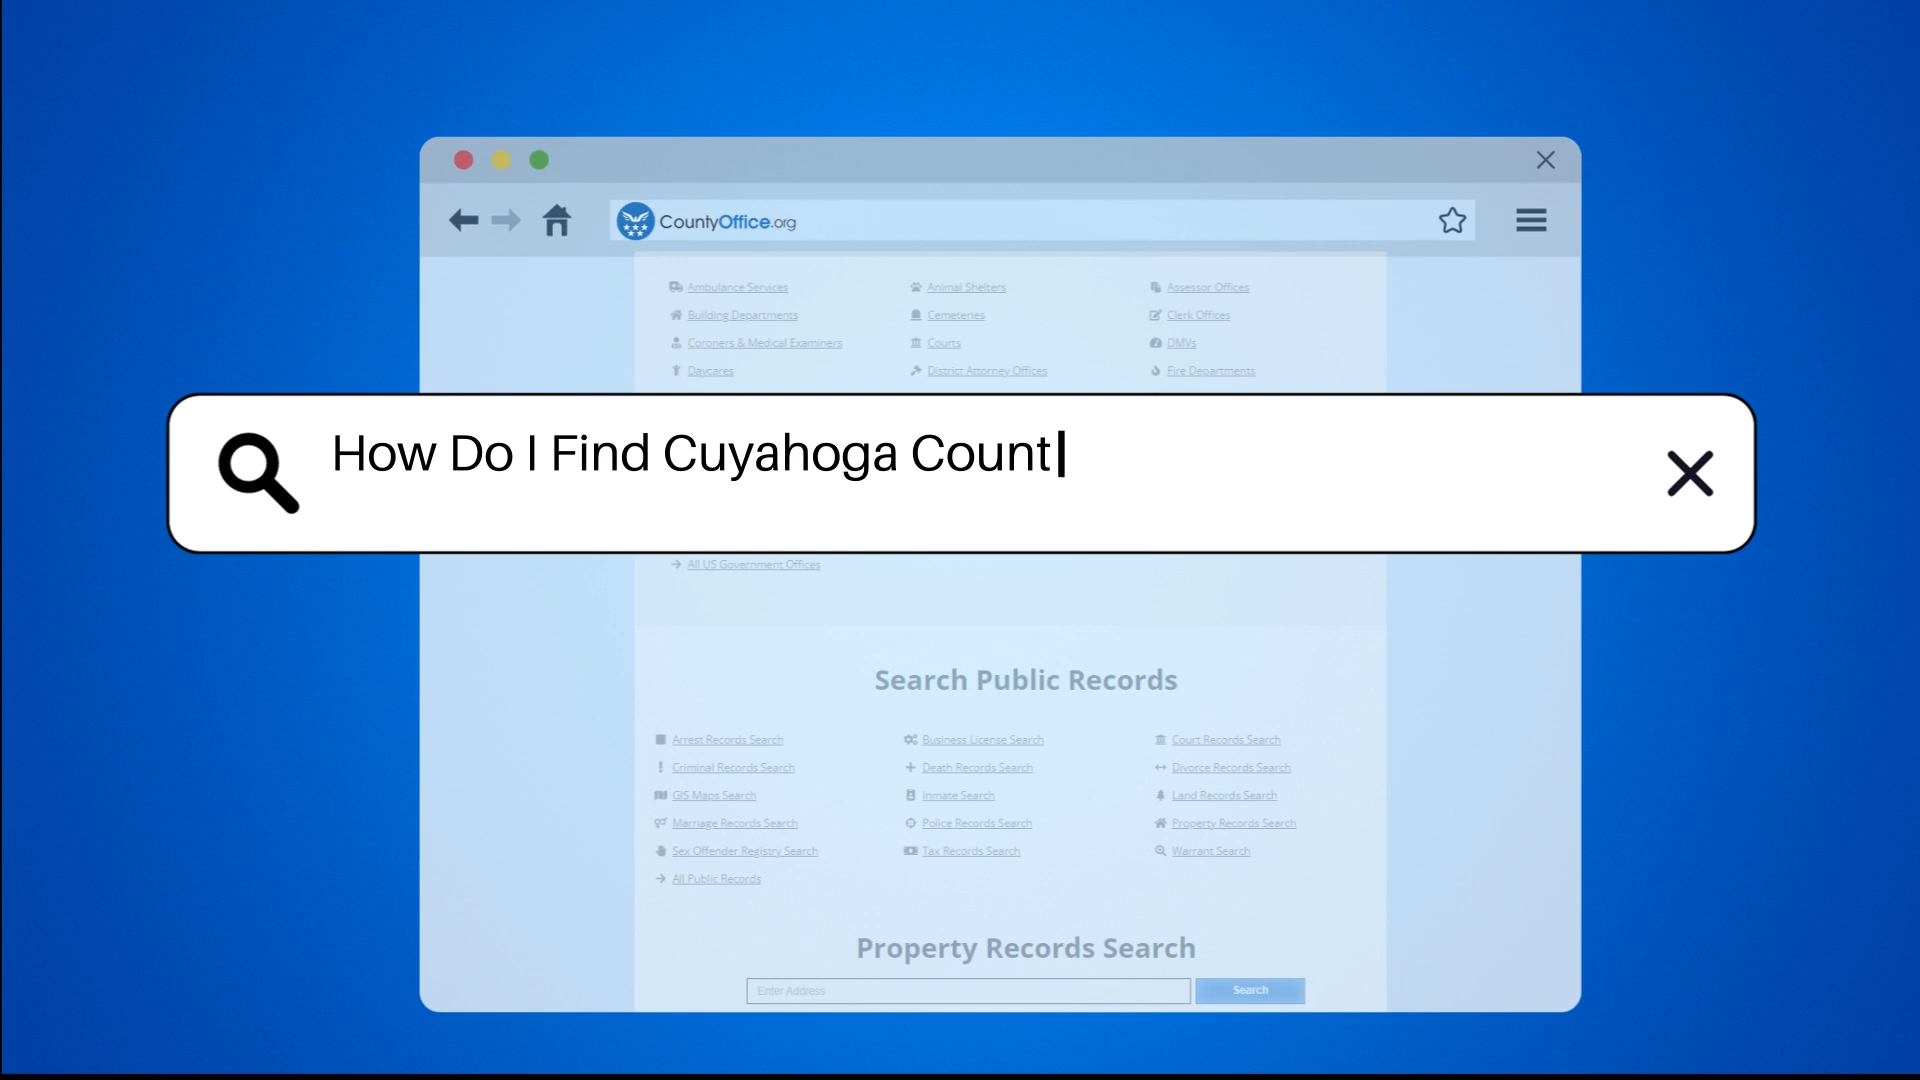 CountyOffice.org
Ambulance Services Animal Shelters Assessor Offices
Building Departments Cemeteries Clerk Offices
Coroners & Medical Examiners Courts DMVs
Daycares District Attorney Offices Fire Departments
How Do I Find Cuyahoga Count
All US Government Offices
Search Public Records
Arrest Records Search Business License Search Court Records Search
Criminal Records Search Death Records Search Divorce Records Search
GIS Maps Search Inmate Search Land Records Search
Marriage Records Search Police Records Search Property Records Search
Sex Offender Registry Search Tax Records Search Warrant Search
All Public Records
Property Records Search
Enter Address Search